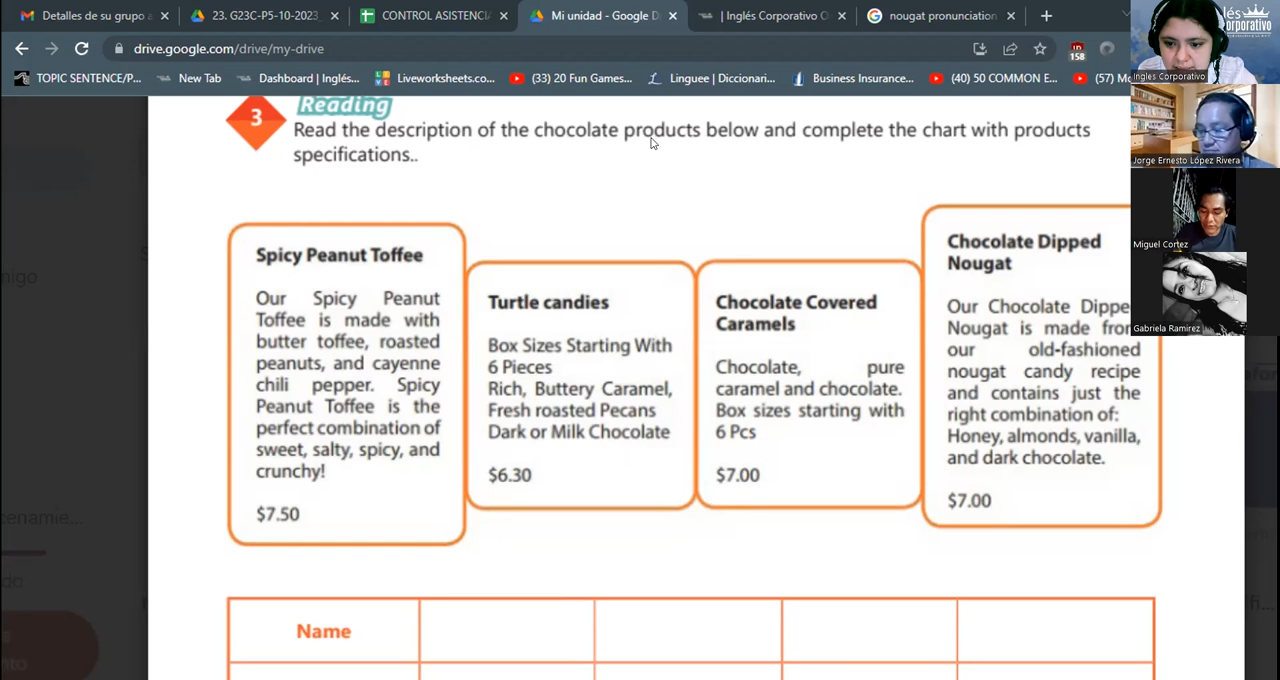 Detalles de su grupo a
23. G23C-P5-10-2023_
CONTROL ASISTENCI
Mi unidad - Google D
| Inglés Corporativo O
nougat pronunciation
drive.google.com/drive/my-drive
158
TOPIC SENTENCE/P...
New Tab
Dashboard | Inglés...
Liveworksheets.co...
(33) 20 Fun Games...
Linguee | Diccionari...
Business Insurance...
(40) 50 COMMON E...
(57) M
Ingles Corporativo
Jorge Ernesto López Rivera
Miguel Cortez
Gabriela Ramirez
3
Reading
Read the description of the chocolate products below and complete the chart with products
specifications..
Spicy Peanut Toffee
Our Spicy Peanut
Toffee is made with
butter toffee, roasted
peanuts, and cayenne
chili pepper. Spicy
Peanut Toffee is the
perfect combination of
sweet, salty, spicy, and
crunchy!
$7.50
Turtle candies
Box Sizes Starting With
6 Pieces
Rich, Buttery Caramel,
Fresh roasted Pecans
Dark or Milk Chocolate
$6.30
Chocolate Covered
Caramels
Chocolate, pure
caramel and chocolate.
Box sizes starting with
6 Pcs
$7.00
Chocolate Dipped
Nougat
Our Chocolate Dippe
Nougat is made fro
our old-fashioned
nougat candy recipe
and contains just the
right combination of:
Honey, almonds, vanilla,
and dark chocolate.
$7.00
Name